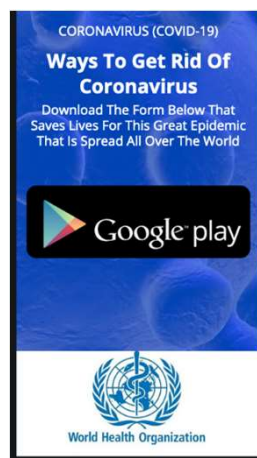 CORONAVIRUS (COVID-19)
Ways To Get Rid Of
Coronavirus
Download The Form Below That
Saves Lives For This Great Epidemic
That Is Spread All Over The World
Google play
World Health Organization